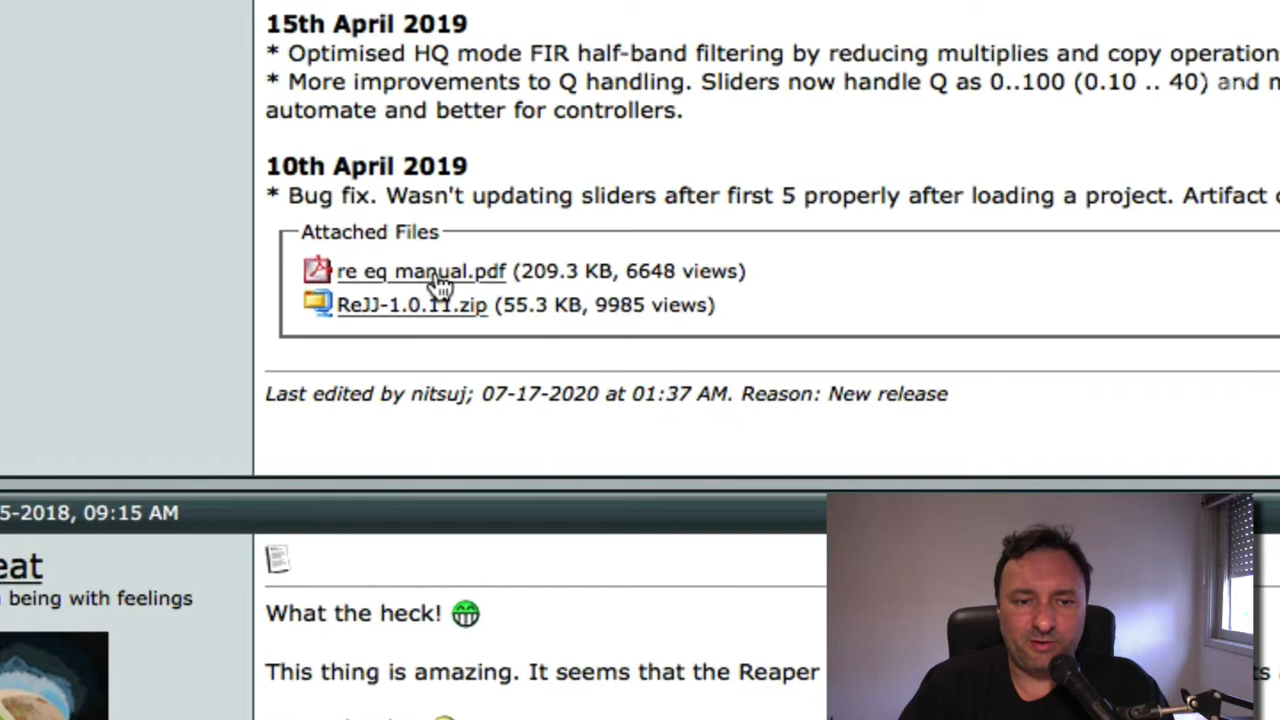 15th April 2019
* Optimised HQ mode FIR half-band filtering by reducing multiplies and copy operation
* More improvements to Q handling. Sliders now handle Q as 0..100 (0.10 .. 40) and
automate and better for controllers.
10th April 2019
* Bug fix. Wasn't updating sliders after first 5 properly after loading a project. Artifact
Attached Files
re eq manual.pdf (209.3 KB, 6648 views)
ReJJ-1.0.11.zip (55.3 KB, 9985 views)
Last edited by nitsuj; 07-17-2020 at 01:37 AM. Reason: New release
5-2018, 09:15 AM
eat
being with feelings
What the heck!
This thing is amazing. It seems that the Reaper